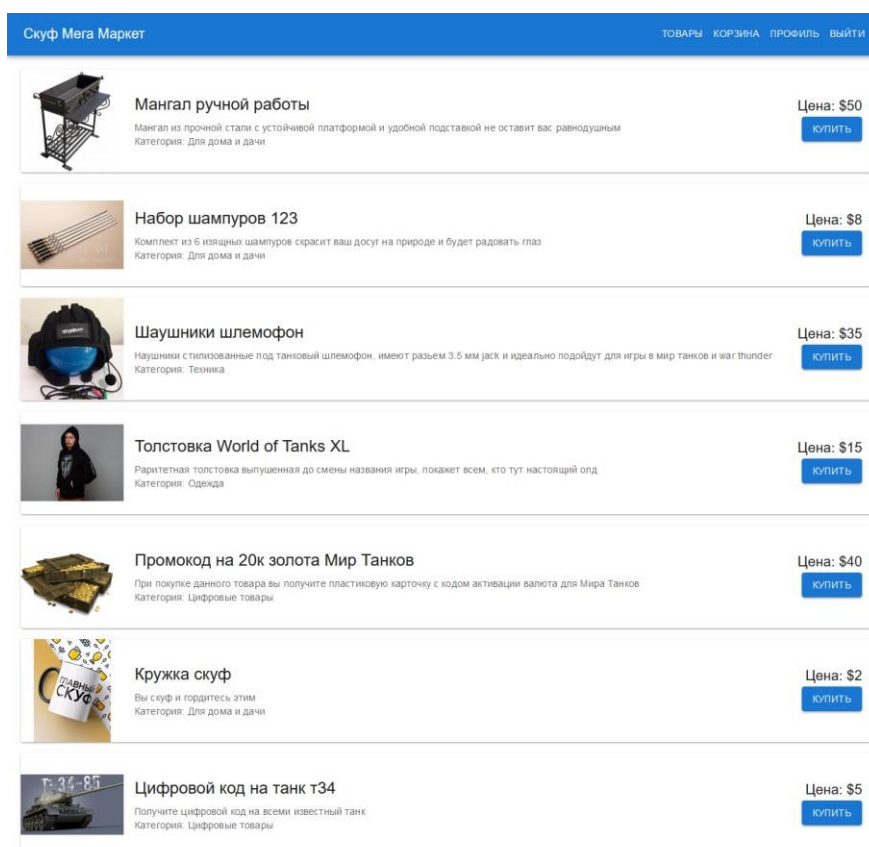 Скуф Мега Маркет
ТОВАРЫ КОРЗИНА ПРОФИЛЬ ВЫЙТИ
Мангал ручной работы
Цена: $50
Мангал из прочной стали с устойчивой платформой и удобной подставкой не оставит вас равнодушным
КУПИТЬ
Категория: Для дома и дачи
Набор шампуров 123
Цена: $8
Комплект из 6 изящных шампуров скрасит ваш досуг на природе и будет радовать глаз
КУПИТЬ
Категория: Для дома и дачи
Шаушники шлемофон
Цена: $35
Наушники стилизованные под танковый шлемофон, имеют разьем 3.5 мм jack и идеально подойдут для игры в мир танков и war thunder
КУПИТЬ
Категория: Техника
Толстовка World of Tanks XL
Цена: $15
Раритетная толстовка выпушенная до смены названия игры, покажет всем, кто тут настоящий олд
КУПИТЬ
Категория: Одежда
Промокод на 20к золота Мир Танков
Цена: $40
При покупке данного товара вы получите пластиковую карточку с кодом активации валюта для Мира Танков
КУПИТЬ
Категория: Цифровые товары
ГЛАВНЫЙ
СКУФ
Кружка скуф
Цена: $2
Вы скуф и гордитесь этим
КУПИТЬ
Категория: Для дома и дачи
Т-34-85
Цифровой код на танк т34
Цена: $5
Получите цифровой код на всеми известный танк
КУПИТЬ
Категория: Цифровые товары